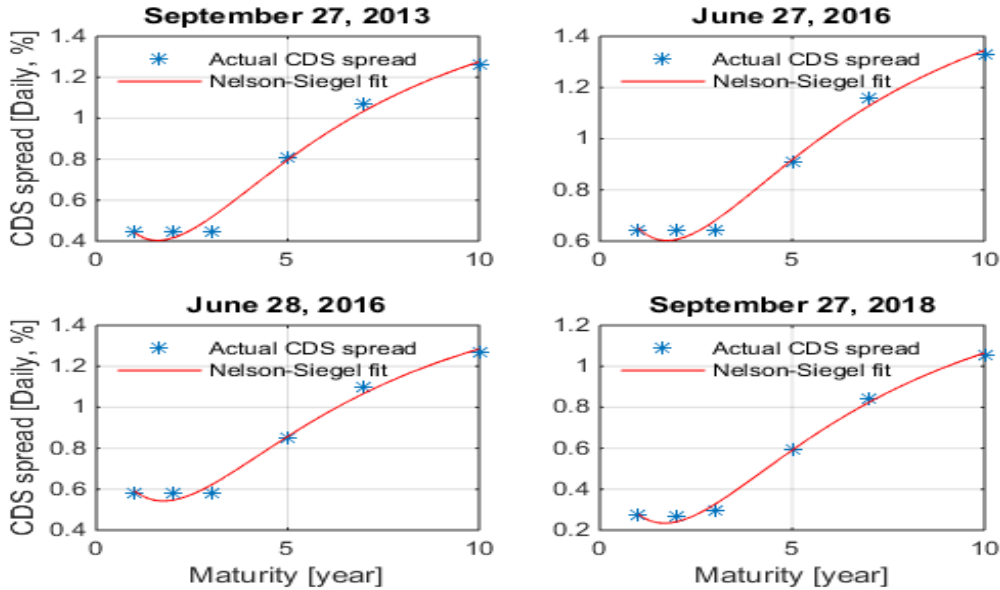 September 27, 2013
1.4
1.2
1
0.8
0.6
0.4
0
5
10
CDS spread [Daily, %]
Actual CDS spread
Nelson-Siegel fit
June 27, 2016
1.4
1.2
1
0.8
0.6
0
5
10
Actual CDS spread
Nelson-Siegel fit
June 28, 2016
1.4
1.2
1
0.8
0.6
0.4
0
5
10
CDS spread [Daily, %]
Maturity [year]
Actual CDS spread
Nelson-Siegel fit
September 27, 2018
1.2
1
0.8
0.6
0.4
0.2
0
5
10
Maturity [year]
Actual CDS spread
Nelson-Siegel fit